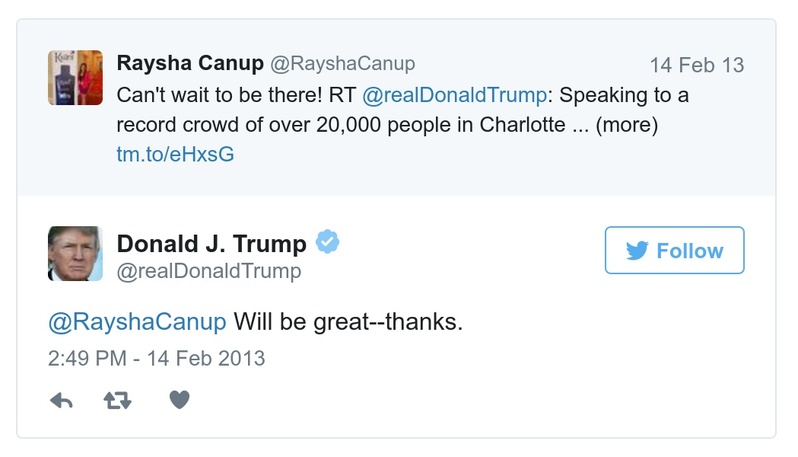 Raysha Canup @RayshaCanup 14 Feb 13
Can't wait to be there! RT @realDonaldTrump: Speaking to a
record crowd of over 20,000 people in Charlotte ... (more)
tm.to/eHxsG
Donald J. Trump
@realDonaldTrump
Follow
@RayshaCanup Will be great--thanks.
2:49 PM - 14 Feb 2013